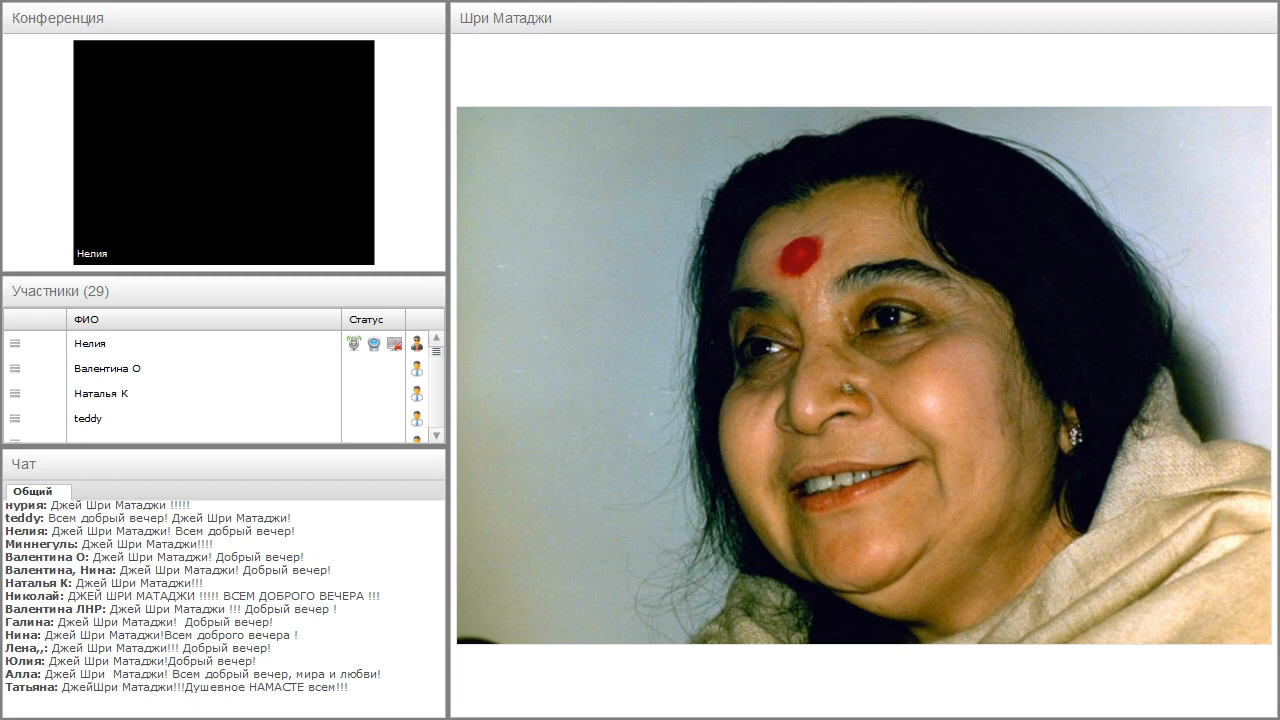 Конференция
Нелия
Участники (29)
ФИО Статус
Нелия
Валентина О
Наталья К
teddy
Чат
Общий
нурия: Джей Шри Матаджи !!!!!
teddy: Всем добрый вечер! Джей Шри Матаджи!
Нелия: Джей Шри Матаджи! Всем добрый вечер!
Миннегуль: Джей Шри Матаджи!!!!
Валентина О: Джей Шри Матаджи! Добрый вечер!
Валентина, Нина: Джей Шри Матаджи! Добрый вечер!
Наталья К: Джей Шри Матаджи!!!
Николай: ДЖЕЙ ШРИ МАТАДЖИ !!!!! ВСЕМ ДОБРОГО ВЕЧЕРА !!!
Валентина ЛНР: Джей Шри Матаджи !!! Добрый вечер !
Галина: Джей Шри Матаджи!  Добрый вечер!
Нина: Джей Шри Матаджи!Всем доброго вечера !
Лена,,: Джей Шри Матаджи!!! Добрый вечер!
Юлия: Джей Шри Матаджи!Добрый вечер!
Алла: Джей Шри  Матаджи! Всем добрый вечер, мира и любви!
Татьяна: ДжейШри Матаджи!!!Душевное НАМАСТЕ всем!!!
Шри Матаджи